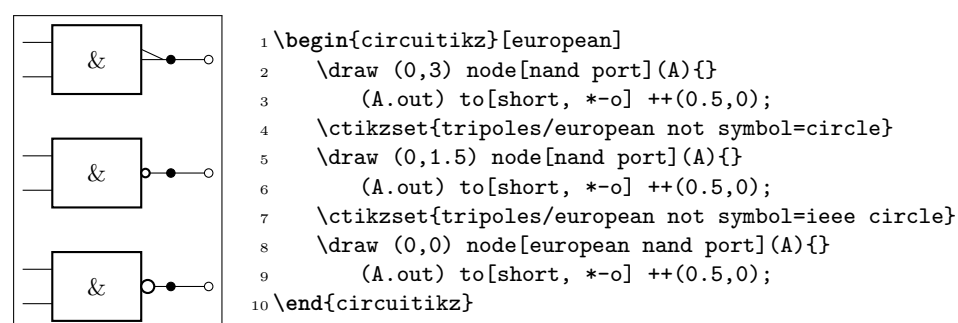 &
&
&
1 \begin{circuitikz}[european]
2 \draw (0,3) node[nand port](A){}
3 (A.out) to[short, *-o] ++(0.5,0);
4 \ctikzset{tripoles/european not symbol=circle}
5 \draw (0,1.5) node[nand port](A){}
6 (A.out) to[short, *-o] ++(0.5,0);
7 \ctikzset{tripoles/european not symbol=ieee circle}
8 \draw (0,0) node[european nand port](A){}
9 (A.out) to[short, *-o] ++(0.5,0);
10 \end{circuitikz}